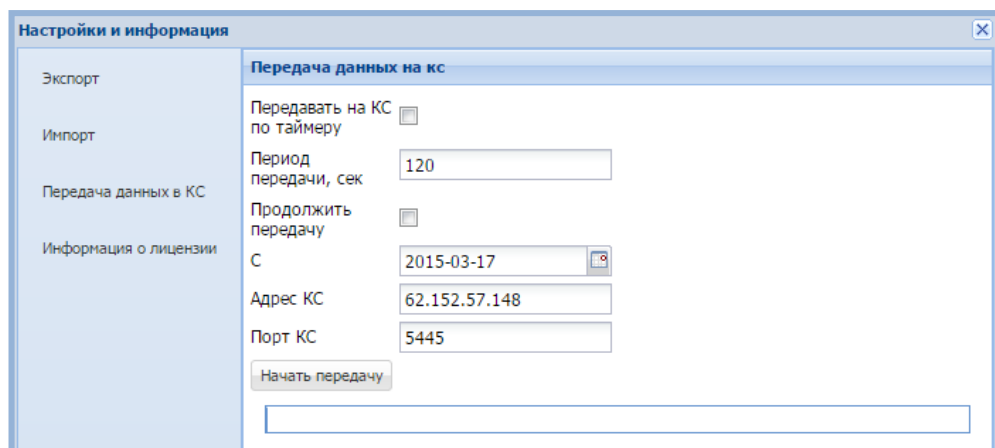 Настройки и информация
Экспорт
Импорт
Передача данных в КС
Информация о лицензии
Передача данных на кс
Передавать на КС
по таймеру
Период
передачи, сек
120
Продолжить
передачу
С
2015-03-17
Адрес КС
62.152.57.148
Порт КС
5445
Начать передачу